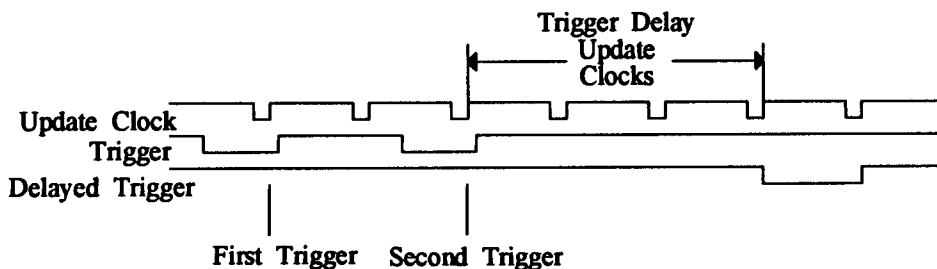 Trigger Delay
Update
Clocks
Update Clock
Trigger
Delayed Trigger
First Trigger
Second Trigger